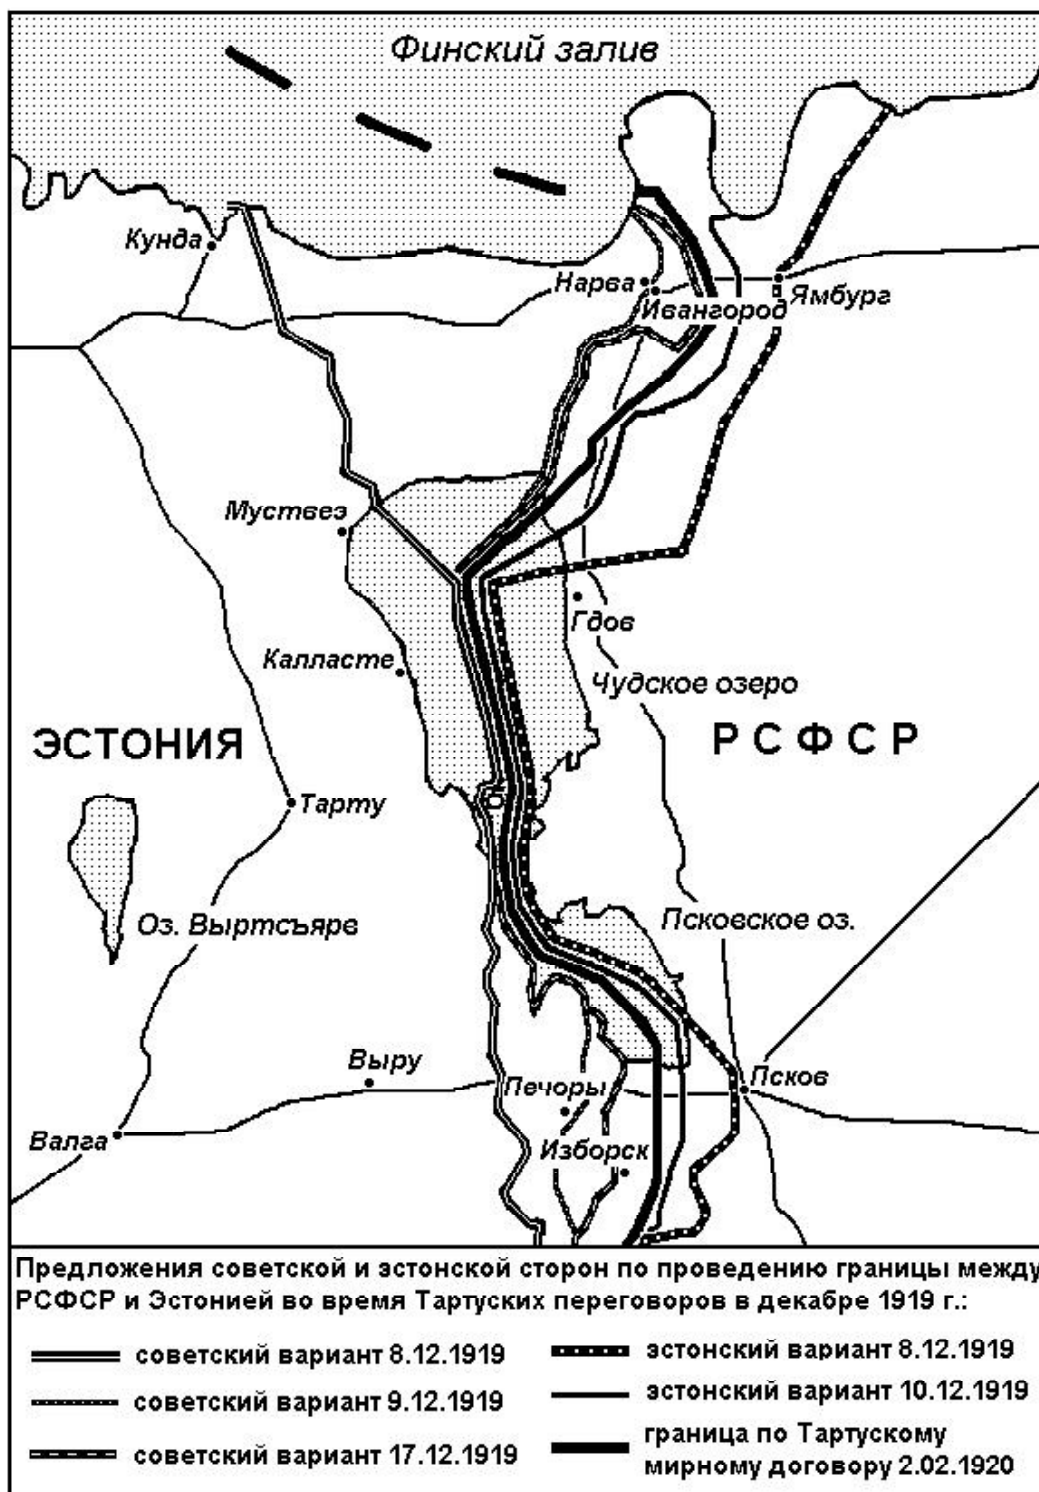 Финский залив
Кунда
Нарва
Ивангород
Ямбург
Муствеэ
Гдов
Калласте
Чудское озеро
ЭСТОНИЯ
Р С Ф С Р
Тарту
Оз. Выртсъярве
Псковское оз.
Выру
Печоры
Псков
Валга
Изборск
Предложения советской и эстонской сторон по проведению границы между
РСФСР и Эстонией во время Тартуских переговоров в декабре 1919 г.:
советский вариант 8.12.1919
советский вариант 9.12.1919
советский вариант 17.12.1919
эстонский вариант 8.12.1919
эстонский вариант 10.12.1919
граница по Тартускому
мирному договору 2.02.1920